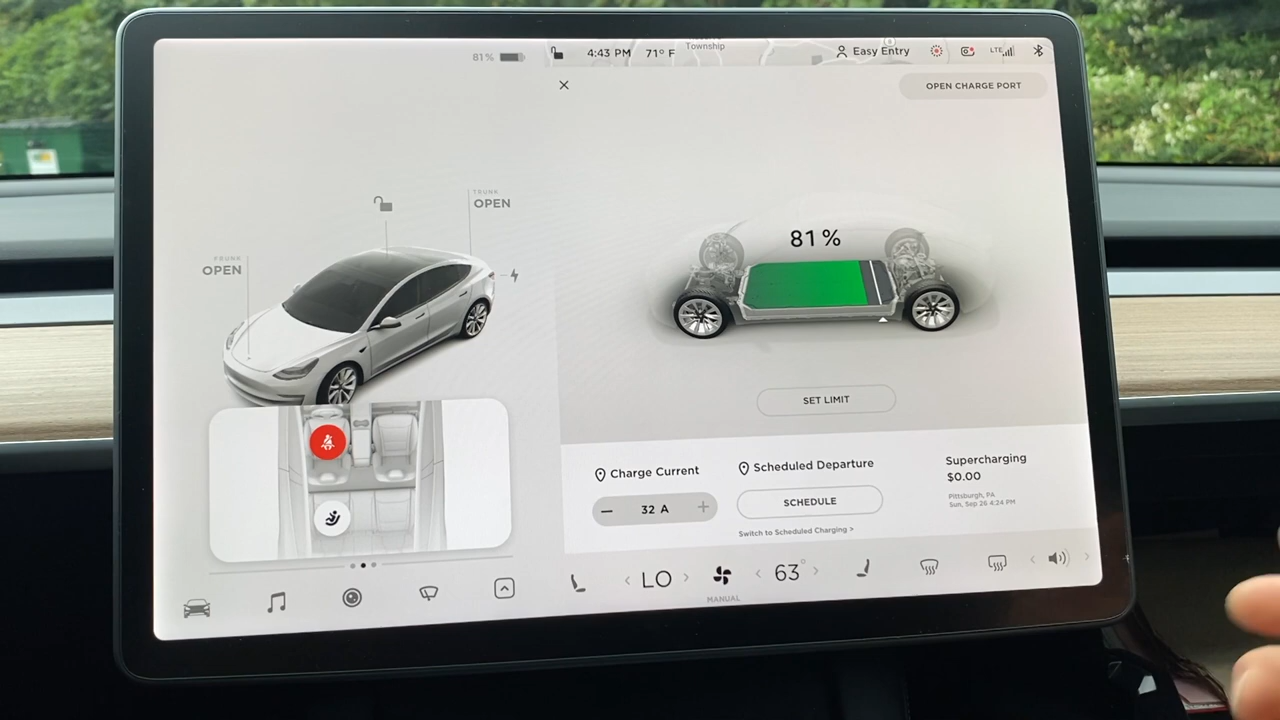 81 %
4:43 PM
71° F
Township
Easy Entry
LTE
OPEN CHARGE PORT
TRUNK
OPEN
FRUNK
OPEN
81 %
SET LIMIT
Charge Current
32 A
Scheduled Departure
SCHEDULE
Switch to Scheduled Charging >
Supercharging
$0.00
Pittsburgh, PA
Sun, Sep 26 4:24 PM
LO
MANUAL
63°